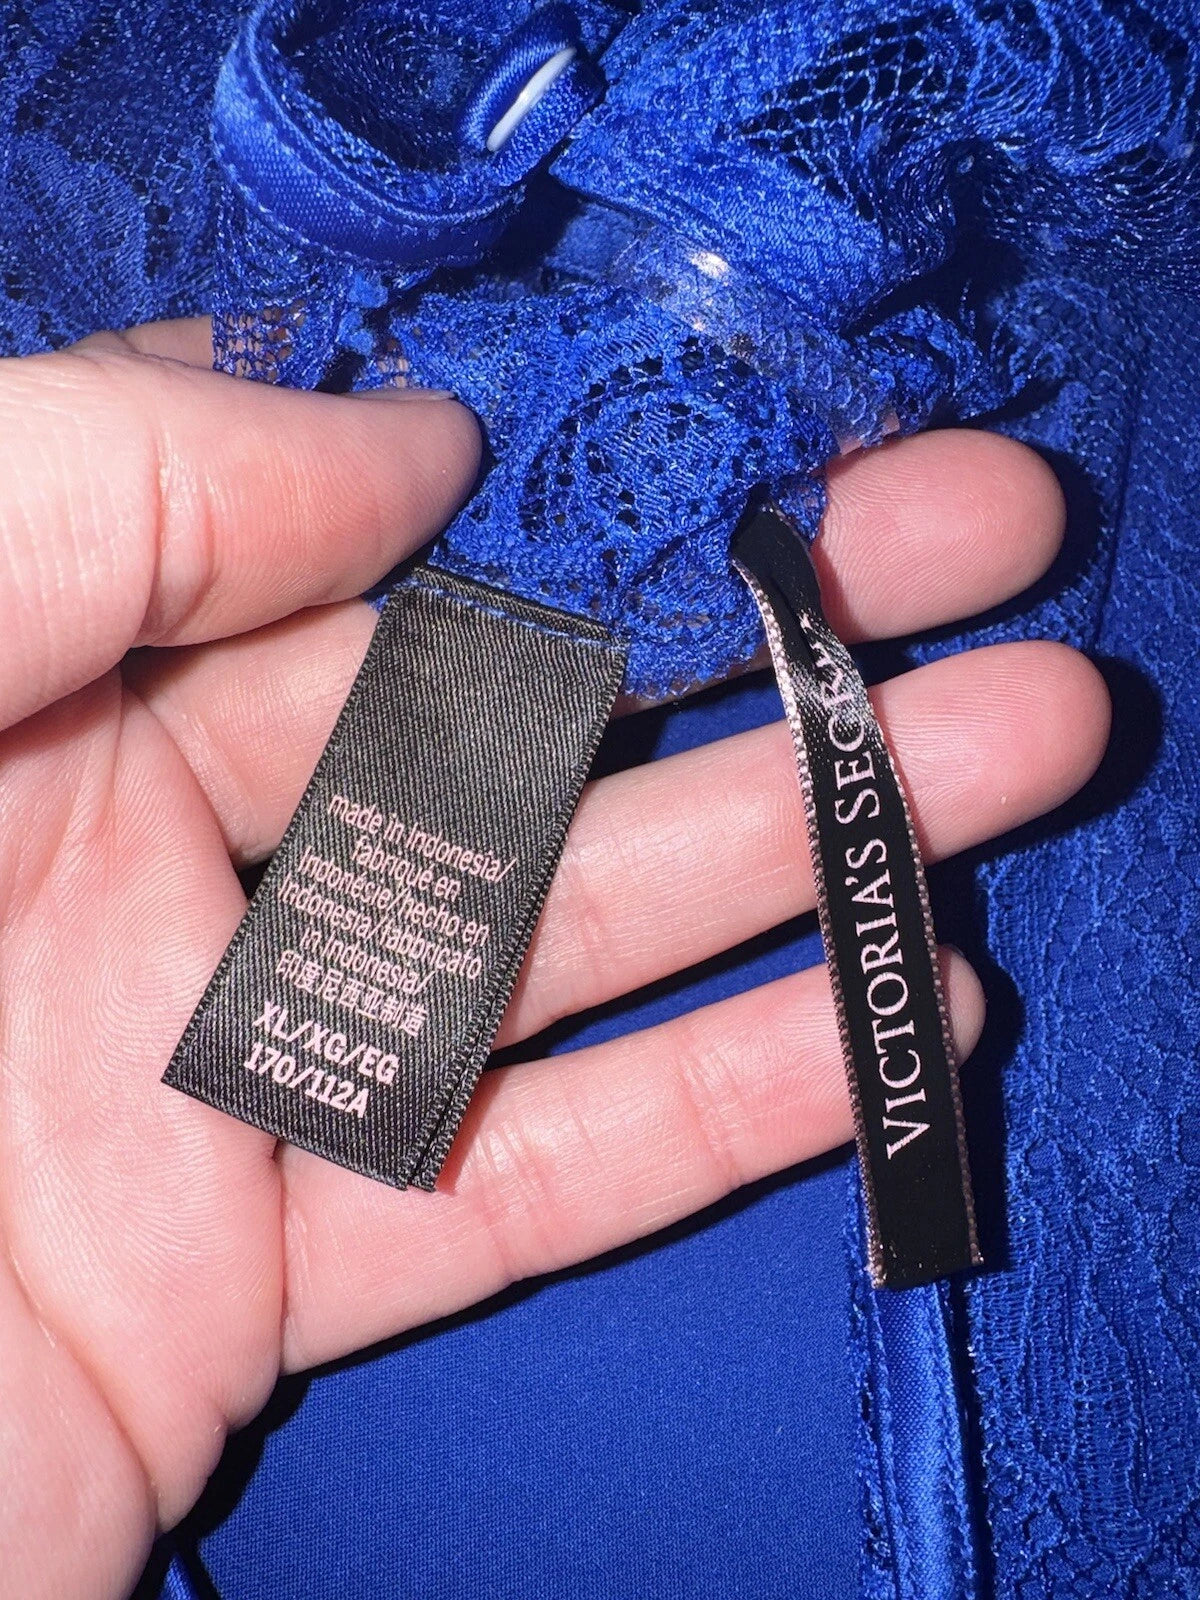 made in Indonesia/
fabriqué en
Indonésie/hecho en
Indonesia/fabbricato
in Indonesia/
印度尼西亚制造
XL/XG/EG
170/112A
VICTORIA'S SECRET